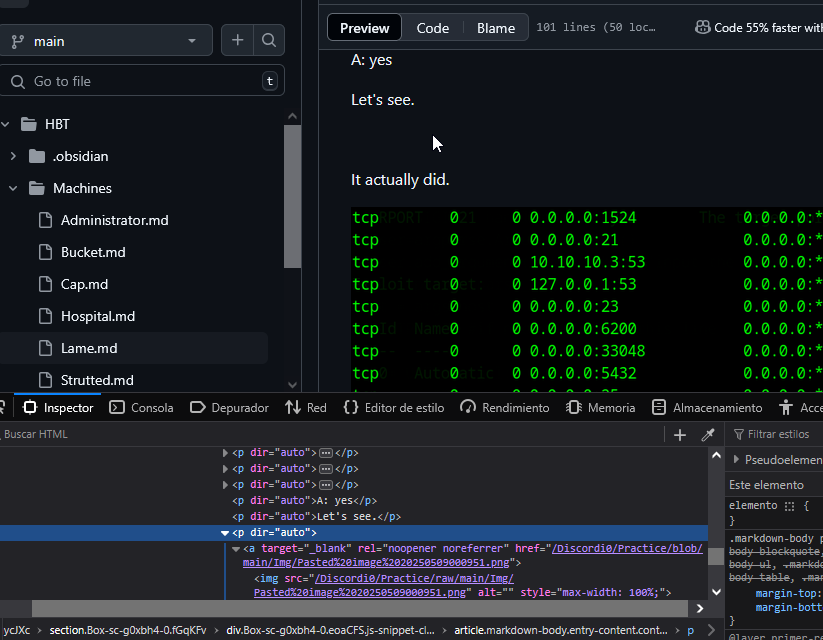 main
Preview Code Blame 101 lines (50 loc... Code 55% faster with
Go to file t
HBT
.obsidian
Machines
Administrator.md
Bucket.md
Cap.md
Hospital.md
Lame.md
Strutted.md
A: yes
Let's see.
It actually did.
tcp 0 0 0.0.0.0:1524 0.0.0.0:*
tcp 0 0 0.0.0.0:21 0.0.0.0:*
tcp 0 0 10.10.10.3:53 0.0.0.0:*
tcp 0 0 127.0.0.1:53 0.0.0.0:*
tcp 0 0 0.0.0.0:23 0.0.0.0:*
tcp 0 0 0.0.0.0:6200 0.0.0.0:*
tcp 0 0 0.0.0.0:33048 0.0.0.0:*
tcp 0 0 0.0.0.0:5432 0.0.0.0:*
Inspector Consola Depurador Red Editor de estilo Rendimiento Memoria Almacenamiento Acce
Buscar HTML
<p dir="auto"></p>
<p dir="auto"></p>
<p dir="auto"></p>
<p dir="auto">A: yes</p>
<p dir="auto">Let's see.</p>
<p dir="auto">
<a target="_blank" rel="noopener noreferrer" href="/Discordi0/Practice/blob/
main/Img/Pasted%20image%2020250509000951.png">
<img src="/Discordi0/Practice/raw/main/Img/
Pasted%20image%2020250509000951.png" alt="" style="max-width: 100%;">
Filtrar estilos
Pseudoelemen
Este elemento
elemento {
}
.markdown-body p
body blockquote,
body ul, .markdo
body table, .mar
margin-top:
margin-bott
}
@layer primer-re
ycJXc > section.Box-sc-g0xbh4-0.fGqKFv > div.Box-sc-g0xbh4-0.eoaCFS.js-snippet-cl... > article.markdown-body.entry-content.cont... > p